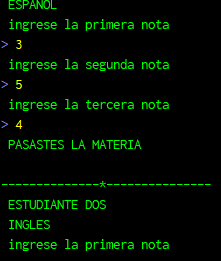 ESPAÑOL
ingrese la primera nota
> 3
ingrese la segunda nota
> 5
ingrese la tercera nota
> 4
PASASTES LA MATERIA
--------------*---------------
ESTUDIANTE DOS
INGLES
ingrese la primera nota